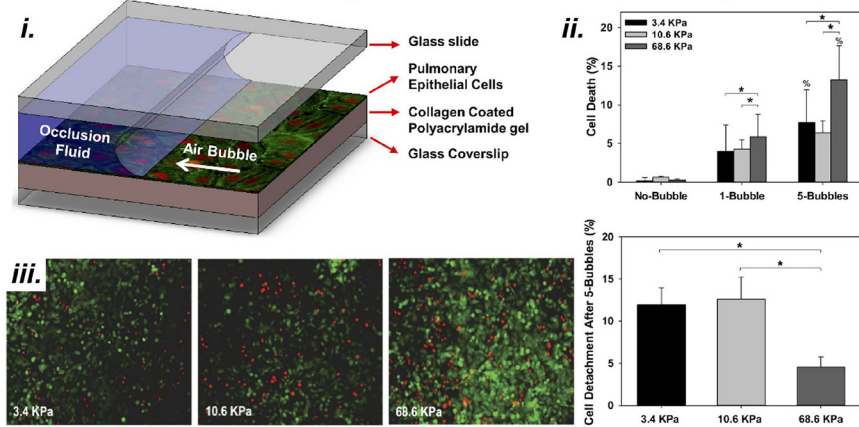 i.
Glass slide
Pulmonary
Epithelial Cells
Collagen Coated
Polyacrylamide gel
Glass Coverslip
Occlusion
Fluid
Air Bubble
ii.
Cell Death (%)
20
15
10
5
0
3.4 KPa
10.6 KPa
68.6 KPa
*
*
*
*
%
%
No-Bubble
1-Bubble
5-Bubbles
iii.
3.4 KPa
10.6 KPa
68.6 KPa
Cell Detachment After 5-Bubbles (%)
20
15
10
5
0
*
*
3.4 KPa
10.6 KPa
68.6 KPa